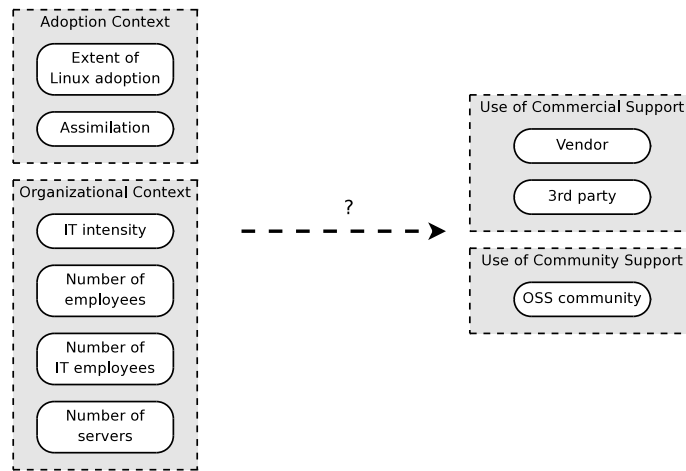 Adoption Context
Extent of
Linux adoption
Assimilation
Organizational Context
IT intensity
Number of
employees
Number of
IT employees
Number of
servers
?
Use of Commercial Support
Vendor
3rd party
Use of Community Support
OSS community